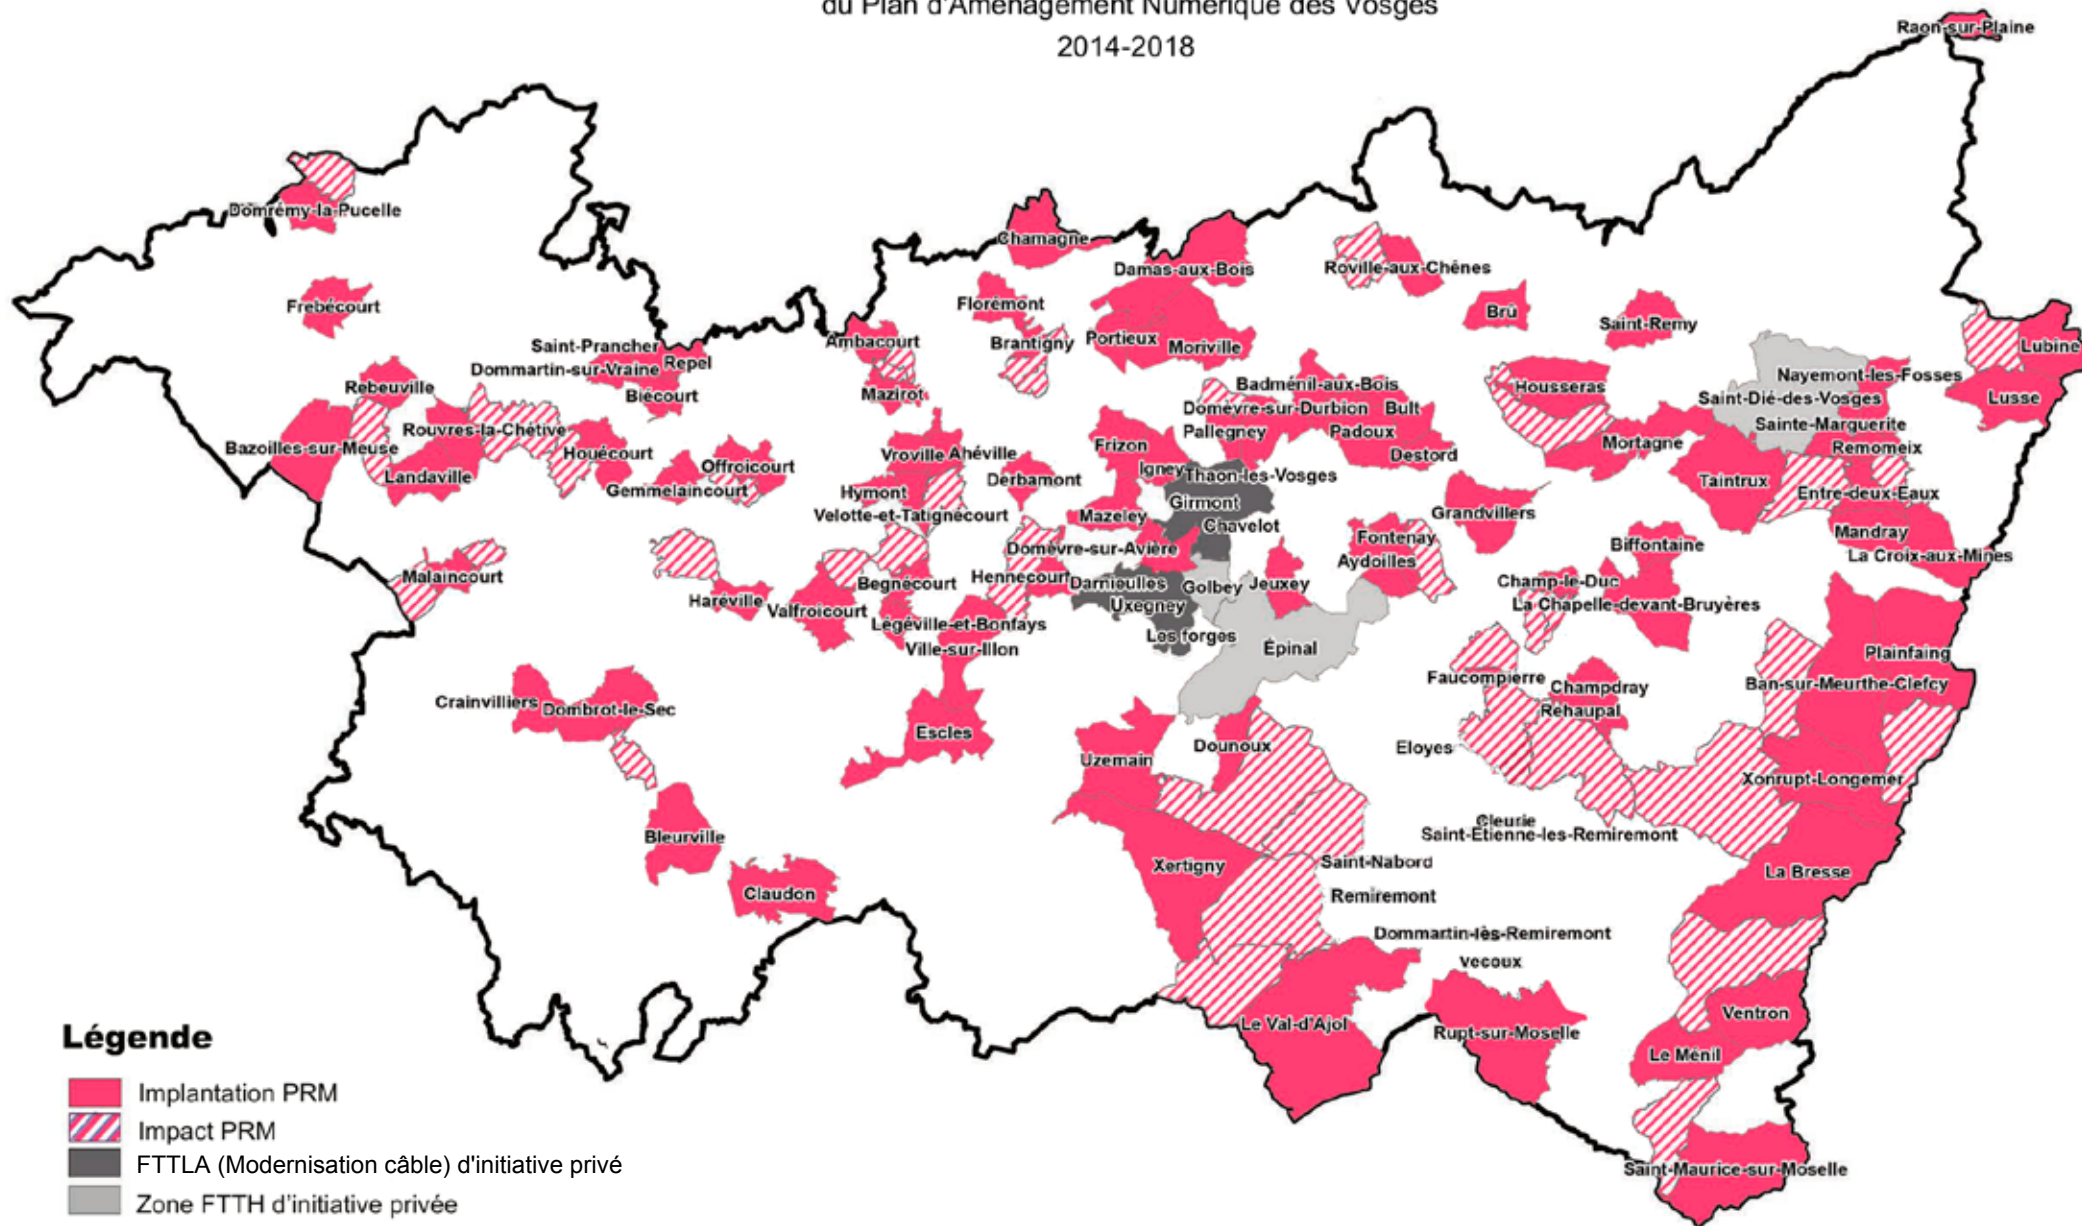 du Plan d'Aménagement Numérique des Vosges
2014-2018
Raon-sur-Plaine
Domrémy-la-Pucelle
Chamagne
Damas-aux-Bois
Roville-aux-Chênes
Frebécourt
Florémont
Brû
Saint-Remy
Saint-Prancher
Ambacourt
Brantigny
Portieux
Moriville
Lubine
Dommartin-sur-Vraine
Repel
Rebeuville
Biécourt
Mazirot
Badménil-aux-Bois
Housseras
Nayemont-les-Fosses
Saint-Dié-des-Vosges
Lusse
Domèvre-sur-Durbion
Bult
Rouvres-la-Chétive
Pallegney
Padoux
Sainte-Marguerite
Bazoilles-sur-Meuse
Houécourt
Vroville
Ahéville
Frizon
Destord
Mortagne
Remomeix
Landaville
Offroicourt
Gemmelaincourt
Hymont
Derbamont
Igney
Thaon-les-Vosges
Taintrux
Entre-deux-Eaux
Velotte-et-Tatignécourt
Mazeley
Girmont
Chavelot
Grandvillers
Mandray
Domèvre-sur-Avière
Fontenay
Biffontaine
La Croix-aux-Mines
Malaincourt
Begnécourt
Hennecourt
Darnieulles
Golbey
Jeuxey
Aydoilles
Champ-le-Duc
Haréville
Valfroicourt
Uxegney
La Chapelle-devant-Bruyères
Légéville-et-Bonfays
Les forges
Ville-sur-Illon
Épinal
Plainfaing
Faucompierre
Champdray
Ban-sur-Meurthe-Clefcy
Crainvilliers
Dombrot-le-Sec
Rehaupal
Escles
Uzemain
Dounoux
Eloyes
Xonrupt-Longemer
Bleurville
Cleurie
Saint-Étienne-les-Remiremont
Xertigny
Saint-Nabord
La Bresse
Claudon
Remiremont
Dommartin-lès-Remiremont
Vecoux
Le Val-d'Ajol
Rupt-sur-Moselle
Ventron
Le Ménil
Saint-Maurice-sur-Moselle
Légende
Implantation PRM
Impact PRM
FTTLA (Modernisation câble) d'initiative privé
Zone FTTH d'initiative privée